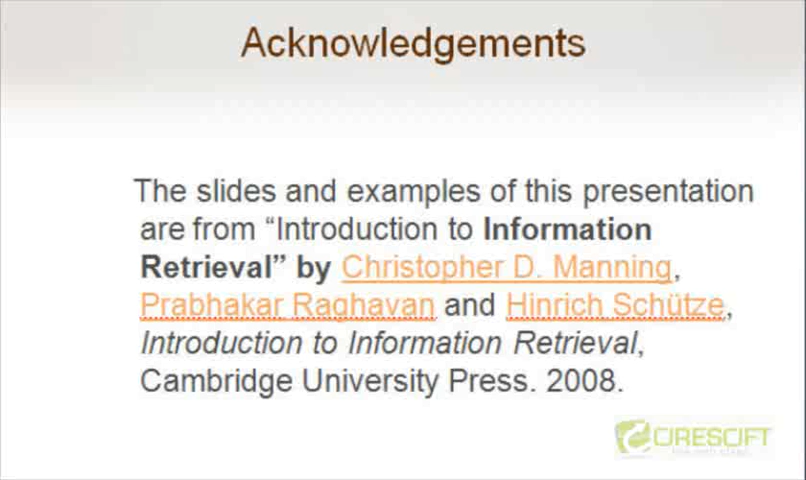 Acknowledgements
The slides and examples of this presentation
are from “Introduction to Information
Retrieval” by Christopher D. Manning,
Prabhakar Raghavan and Hinrich Schütze,
Introduction to Information Retrieval,
Cambridge University Press. 2008.